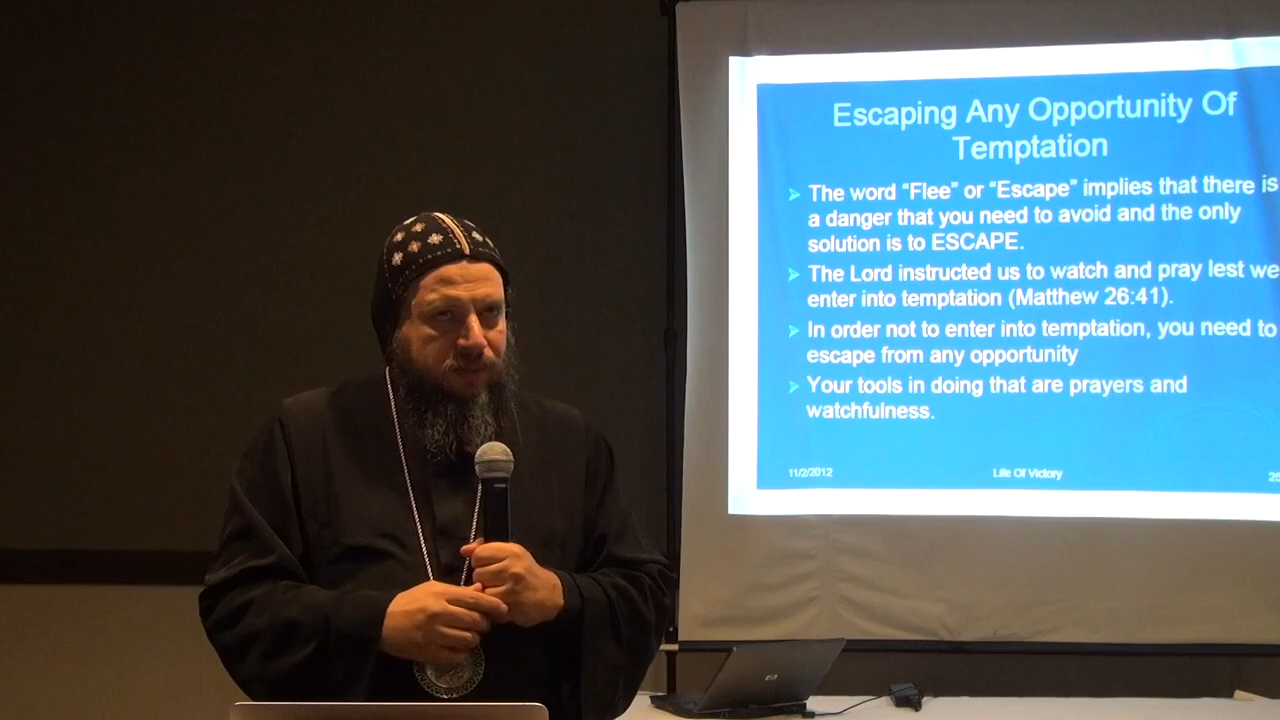 Escaping Any Opportunity Of
Temptation
The word “Flee” or “Escape” implies that there is
a danger that you need to avoid and the only
solution is to ESCAPE.
The Lord instructed us to watch and pray lest we
enter into temptation (Matthew 26:41).
In order not to enter into temptation, you need to
escape from any opportunity
Your tools in doing that are prayers and
watchfulness.
11/2/2012 Life Of Victory 25
hp